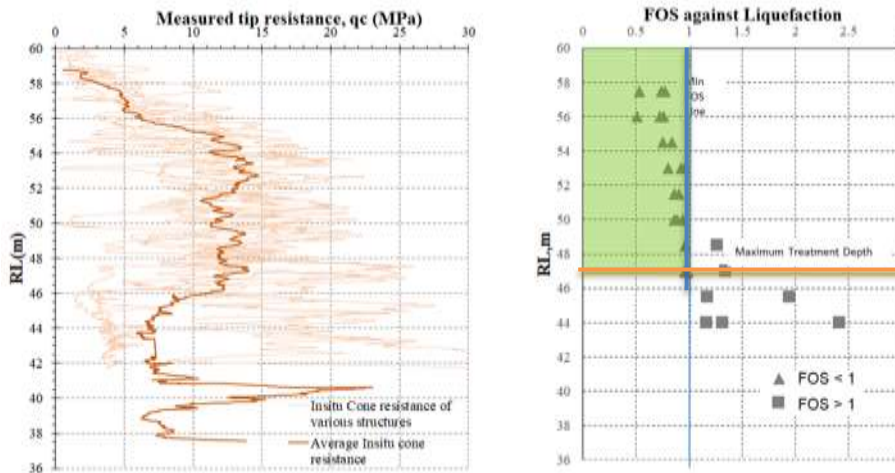 Measured tip resistance, qc (MPa)
0 5 10 15 20 25 30
60
58
56
54
52
50
48
46
44
42
40
38
36
RL(m)
Insitu Cone resistance of
various structures
Average Insitu cone
resistance
FOS against Liquefaction
0 0.5 1 1.5 2 2.5
60
58
56
54
52
50
48
46
44
42
40
38
36
RL,m
Min
FOS
line
Maximum Treatment Depth
FOS < 1
FOS > 1